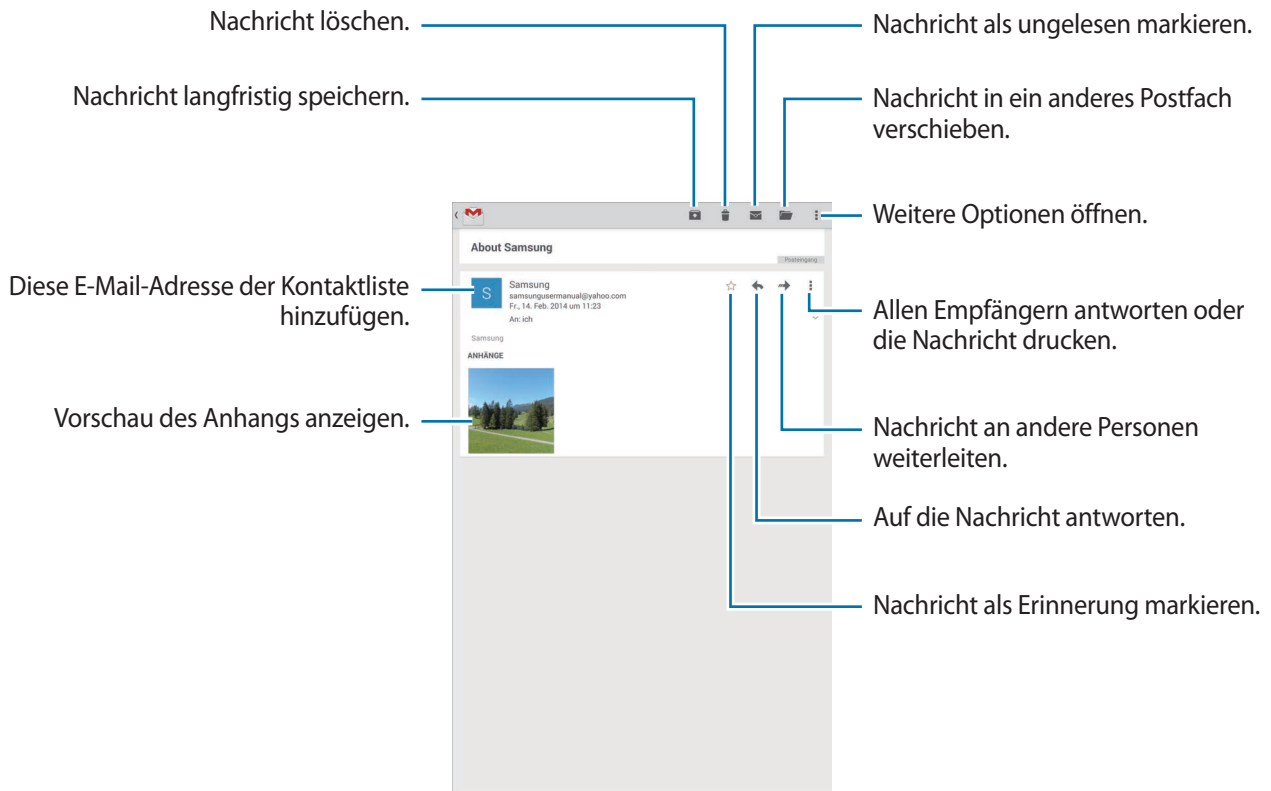 Nachricht löschen.
Nachricht als ungelesen markieren.
Nachricht langfristig speichern.
Nachricht in ein anderes Postfach
verschieben.
Weitere Optionen öffnen.
About Samsung
Posteingang
Diese E-Mail-Adresse der Kontaktliste
hinzufügen.
S
Samsung
samsungusermanual@yahoo.com
Fr., 14. Feb. 2014 um 11:23
An: ich
Allen Empfängern antworten oder
die Nachricht drucken.
Samsung
ANHÄNGE
Vorschau des Anhangs anzeigen.
Nachricht an andere Personen
weiterleiten.
Auf die Nachricht antworten.
Nachricht als Erinnerung markieren.